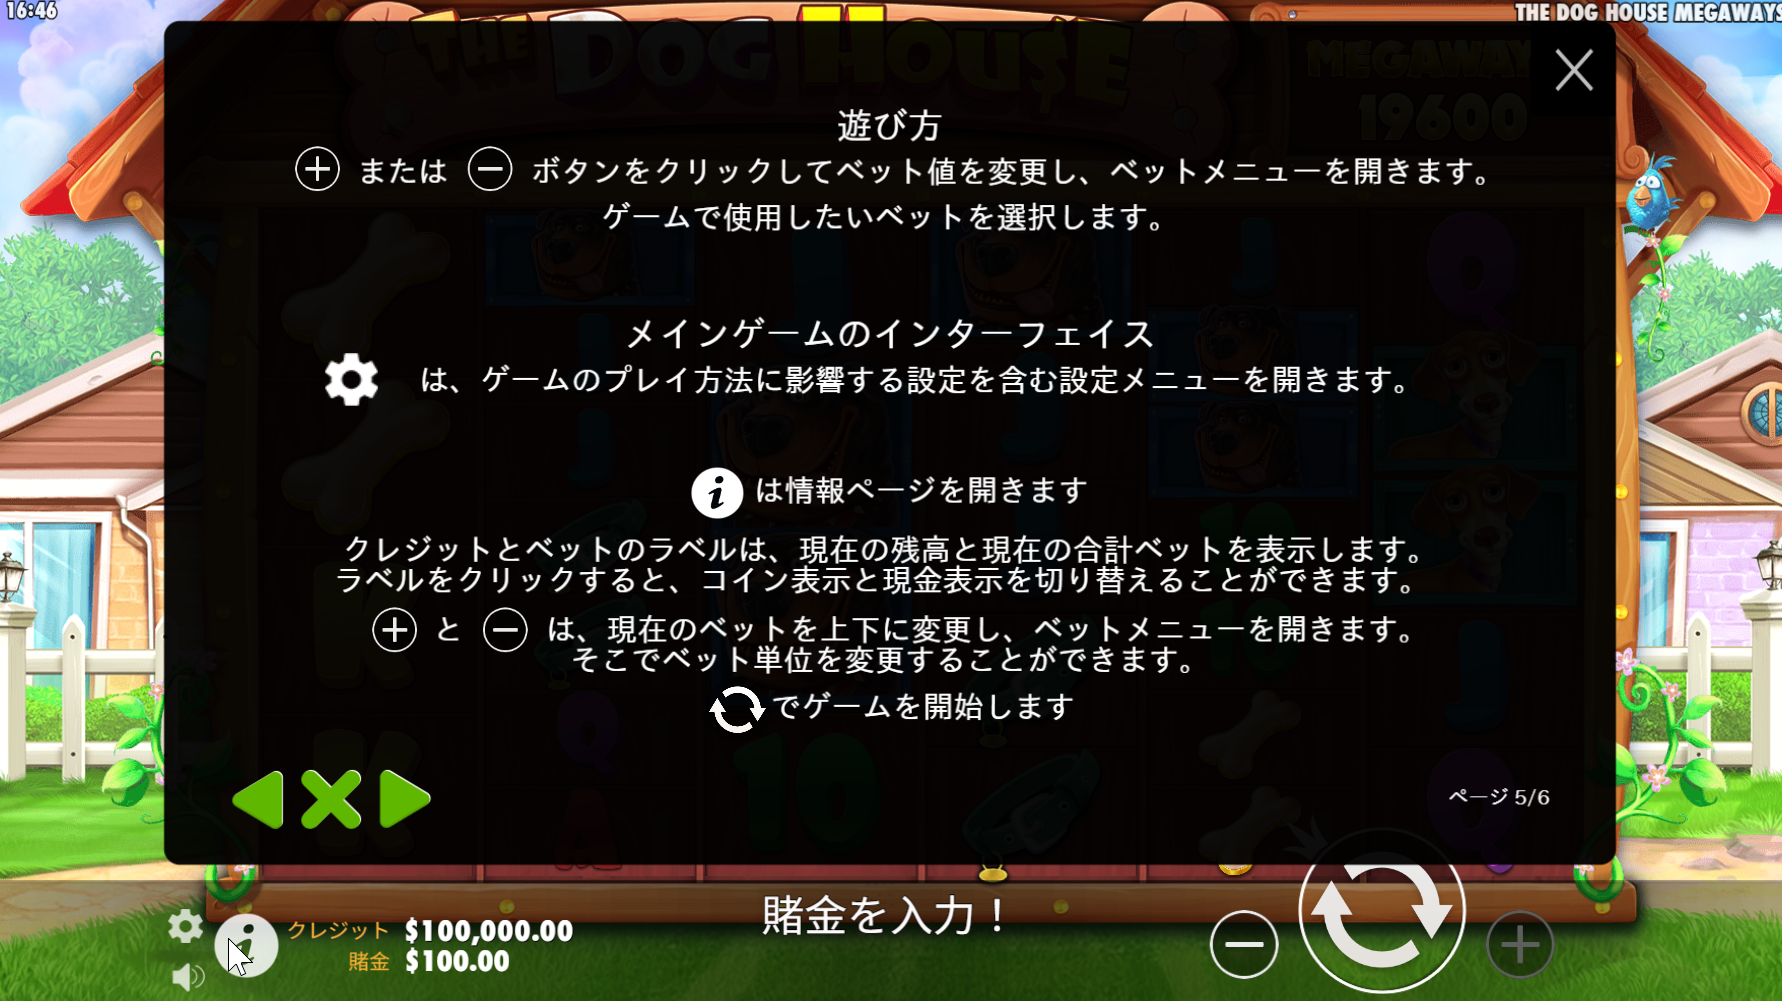 16:46
THE DOG HOUSE MEGAWAYS
THE DOG HOU$E
MEGAWAY
19600
遊び方
または ボタンをクリックしてベット値を変更し、ベットメニューを開きます。
ゲームで使用したいベットを選択します。
メインゲームのインターフェイス
は、ゲームのプレイ方法に影響する設定を含む設定メニューを開きます。
は情報ページを開きます
クレジットとベットのラベルは、現在の残高と現在の合計ベットを表示します。
ラベルをクリックすると、コイン表示と現金表示を切り替えることができます。
と は、現在のベットを上下に変更し、ベットメニューを開きます。
そこでベット単位を変更することができます。
でゲームを開始します
ページ 5/6
クレジット $100,000.00
賭金 $100.00
賭金を入力！